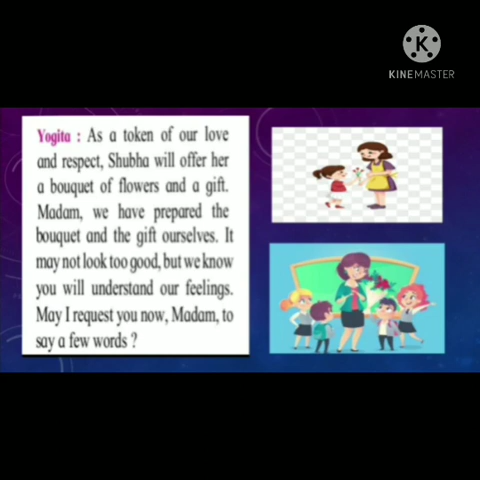 K
KINEMASTER
Yogita : As a token of our love
and respect, Shubha will offer her
a bouquet of flowers and a gift.
Madam, we have prepared the
bouquet and the gift ourselves. It
may not look too good, but we know
you will understand our feelings.
May I request you now, Madam, to
say a few words ?